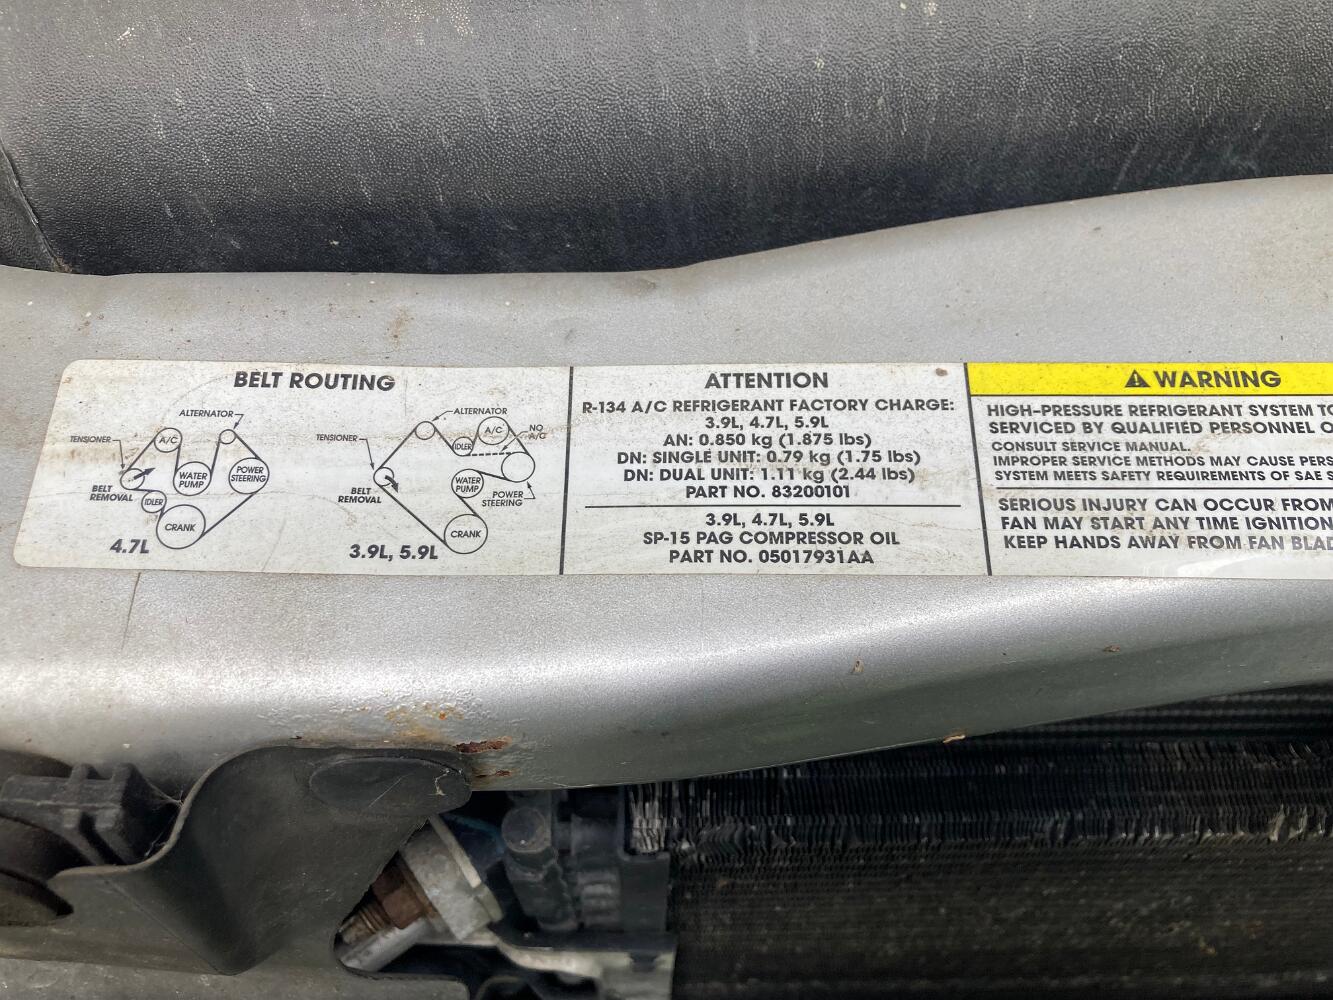 BELT ROUTING
ALTERNATOR
TENSIONER
A/C
WATER
PUMP
POWER
STEERING
BELT
REMOVAL
IDLER
CRANK
4.7L
ALTERNATOR
TENSIONER
IDLER
A/C
NO
A/C
WATER
PUMP
BELT
REMOVAL
POWER
STEERING
CRANK
3.9L, 5.9L
ATTENTION
R-134 A/C REFRIGERANT FACTORY CHARGE:
3.9L, 4.7L, 5.9L
AN: 0.850 kg (1.875 lbs)
DN: SINGLE UNIT: 0.79 kg (1.75 lbs)
DN: DUAL UNIT: 1.11 kg (2.44 lbs)
PART NO. 83200101
3.9L, 4.7L, 5.9L
SP-15 PAG COMPRESSOR OIL
PART NO. 05017931AA
WARNING
HIGH-PRESSURE REFRIGERANT SYSTEM TO
SERVICED BY QUALIFIED PERSONNEL O
CONSULT SERVICE MANUAL.
IMPROPER SERVICE METHODS MAY CAUSE PERS
SYSTEM MEETS SAFETY REQUIREMENTS OF SAE S
SERIOUS INJURY CAN OCCUR FROM
FAN MAY START ANY TIME IGNITION
KEEP HANDS AWAY FROM FAN BLAD